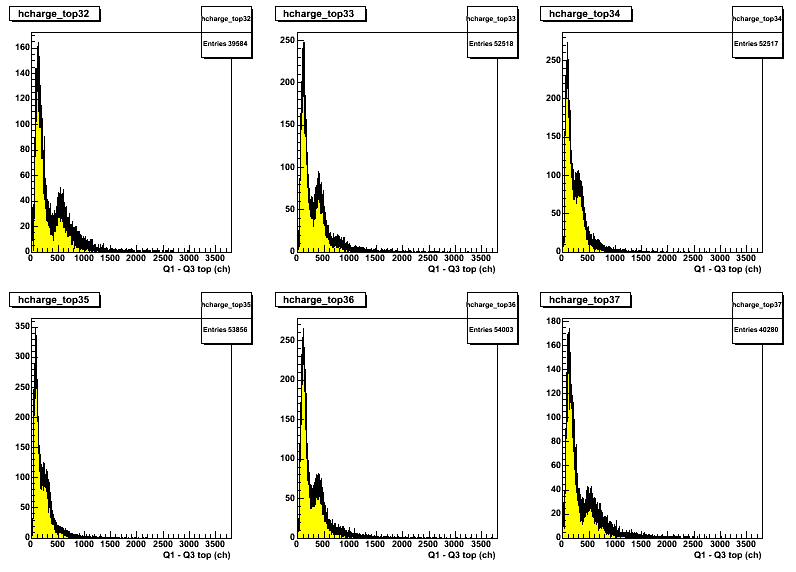 hcharge_top32
hcharge_top32
Entries 39584
160
140
120
100
80
60
40
20
0
0 500 1000 1500 2000 2500 3000 3500
Q1 - Q3 top (ch)
hcharge_top33
hcharge_top33
Entries 52518
250
200
150
100
50
0
0 500 1000 1500 2000 2500 3000 3500
Q1 - Q3 top (ch)
hcharge_top34
hcharge_top34
Entries 52517
250
200
150
100
50
0
0 500 1000 1500 2000 2500 3000 3500
Q1 - Q3 top (ch)
hcharge_top35
hcharge_top35
Entries 53856
350
300
250
200
150
100
50
0
0 500 1000 1500 2000 2500 3000 3500
Q1 - Q3 top (ch)
hcharge_top36
hcharge_top36
Entries 54003
250
200
150
100
50
0
0 500 1000 1500 2000 2500 3000 3500
Q1 - Q3 top (ch)
hcharge_top37
hcharge_top37
Entries 40280
180
160
140
120
100
80
60
40
20
0
0 500 1000 1500 2000 2500 3000 3500
Q1 - Q3 top (ch)